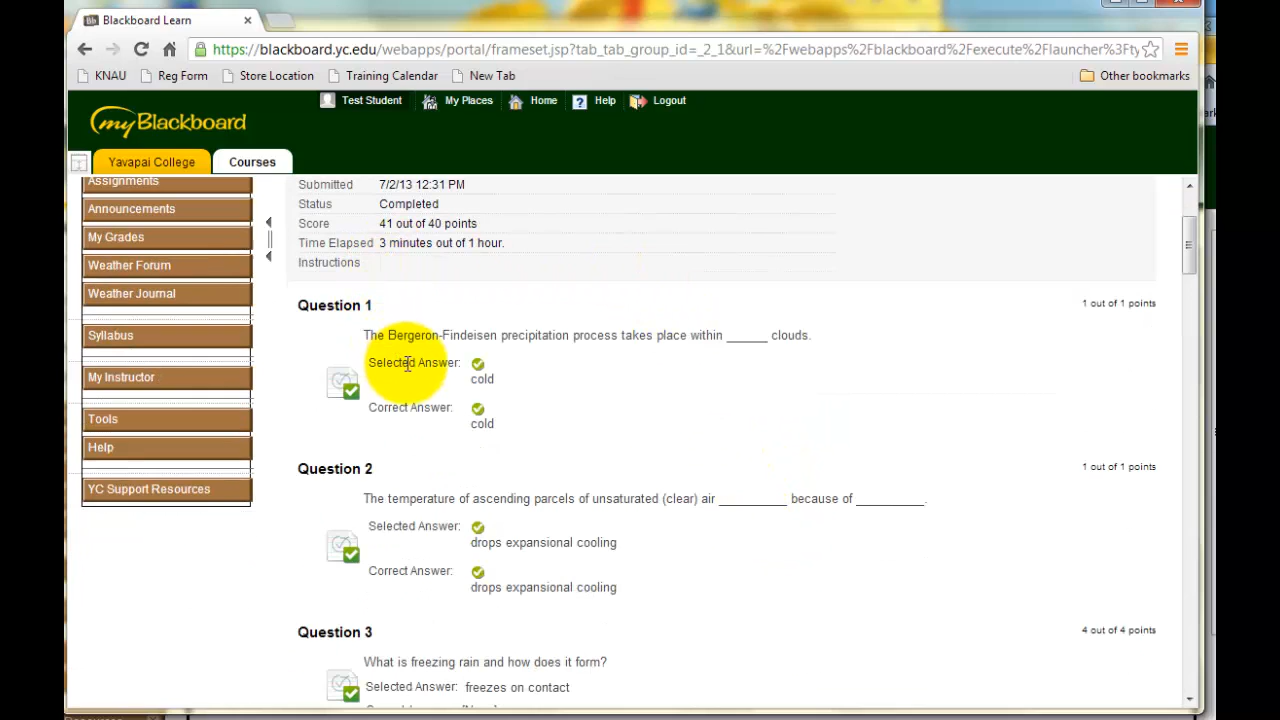 Blackboard Learn
https://blackboard.yc.edu/webapps/portal/frameset.jsp?tab_tab_group_id=_2_1&url=%2Fwebapps%2Fblackboard%2Fexecute%2Flauncher%3Fty
KNAU Reg Form Store Location Training Calendar New Tab Other bookmarks
Test Student My Places Home Help Logout
myBlackboard
Yavapai College Courses
Assignments
Announcements
My Grades
Weather Forum
Weather Journal
Syllabus
My Instructor
Tools
Help
YC Support Resources
Submitted 7/2/13 12:31 PM
Status Completed
Score 41 out of 40 points
Time Elapsed 3 minutes out of 1 hour.
Instructions
Question 1 1 out of 1 points
The Bergeron-Findeisen precipitation process takes place within ______ clouds.
Selected Answer:
cold
Correct Answer:
cold
Question 2 1 out of 1 points
The temperature of ascending parcels of unsaturated (clear) air __________ because of __________.
Selected Answer:
drops expansional cooling
Correct Answer:
drops expansional cooling
Question 3 4 out of 4 points
What is freezing rain and how does it form?
Selected Answer: freezes on contact